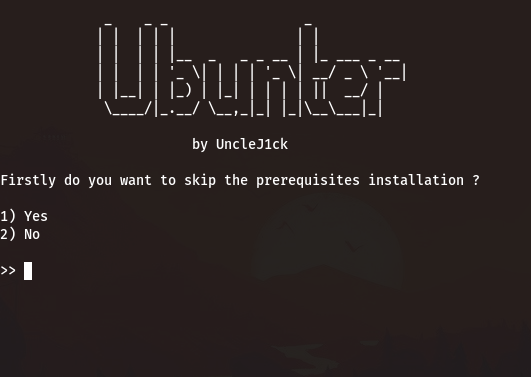 Ubunter
by UncleJ1ck
Firstly do you want to skip the prerequisites installation ?
1) Yes
2) No
>>